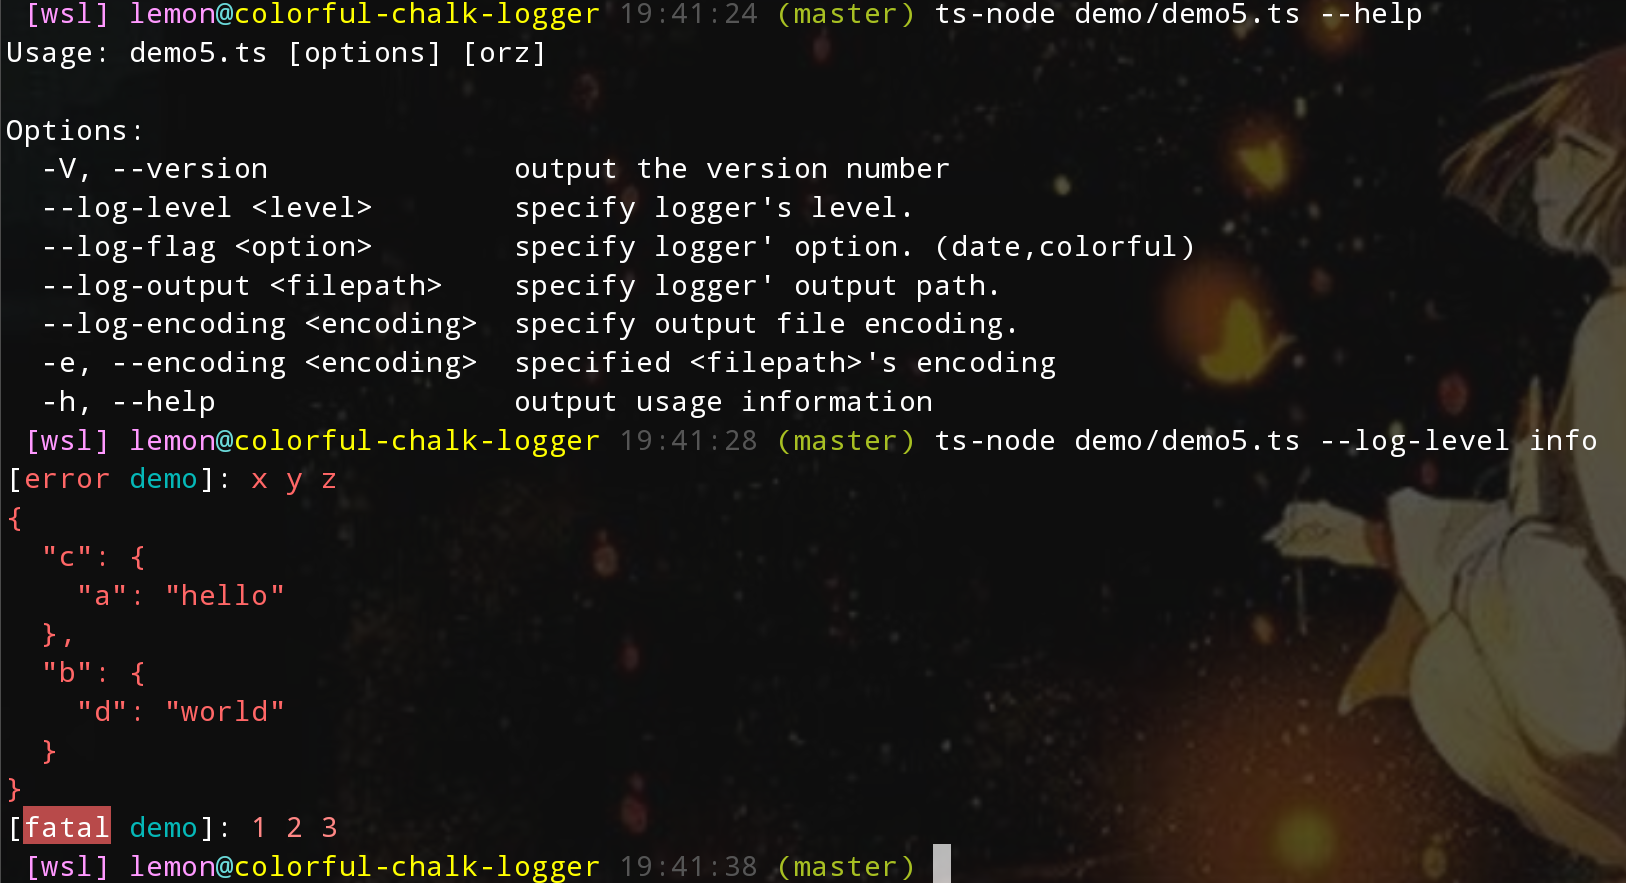 [wsl] lemon@colorful-chalk-logger 19:41:24 (master) ts-node demo/demo5.ts --help
Usage: demo5.ts [options] [orz]
Options:
  -V, --version              output the version number
  --log-level <level>        specify logger's level.
  --log-flag <option>        specify logger' option. (date,colorful)
  --log-output <filepath>    specify logger' output path.
  --log-encoding <encoding>  specify output file encoding.
  -e, --encoding <encoding>  specified <filepath>'s encoding
  -h, --help                 output usage information
[wsl] lemon@colorful-chalk-logger 19:41:28 (master) ts-node demo/demo5.ts --log-level info
[error demo]: x y z
{
  "c": {
    "a": "hello"
  },
  "b": {
    "d": "world"
  }
}
[fatal demo]: 1 2 3
[wsl] lemon@colorful-chalk-logger 19:41:38 (master)